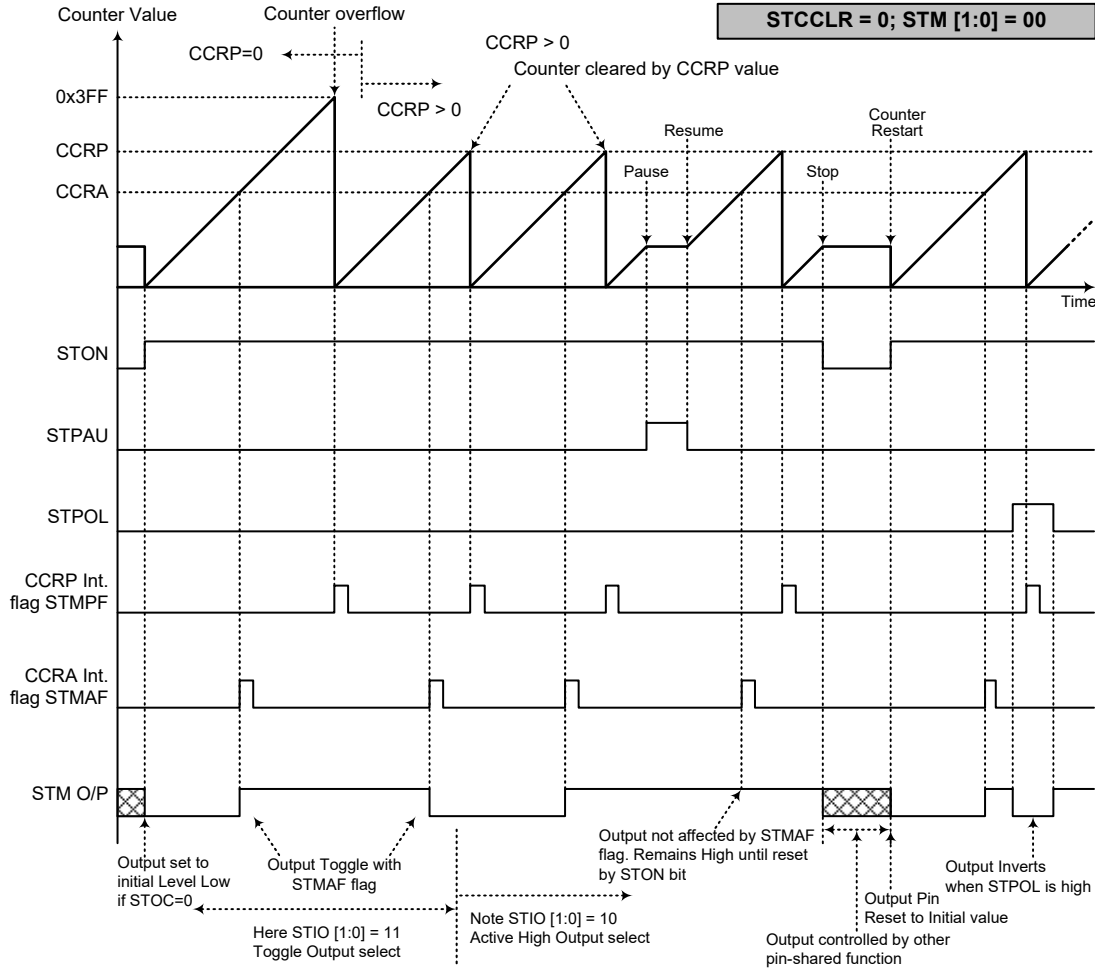 Counter Value
Counter overflow
STCCLR = 0; STM [1:0] = 00
CCRP=0
CCRP > 0
CCRP > 0
Counter cleared by CCRP value
0x3FF
CCRP
CCRA
Pause
Resume
Stop
Counter
Restart
Time
STON
STPAU
STPOL
CCRP Int.
flag STMPF
CCRA Int.
flag STMAF
STM O/P
Output set to
initial Level Low
if STOC=0
Output Toggle with
STMAF flag
Here STIO [1:0] = 11
Toggle Output select
Note STIO [1:0] = 10
Active High Output select
Output not affected by STMAF
flag. Remains High until reset
by STON bit
Output Pin
Reset to Initial value
Output controlled by other
pin-shared function
Output Inverts
when STPOL is high